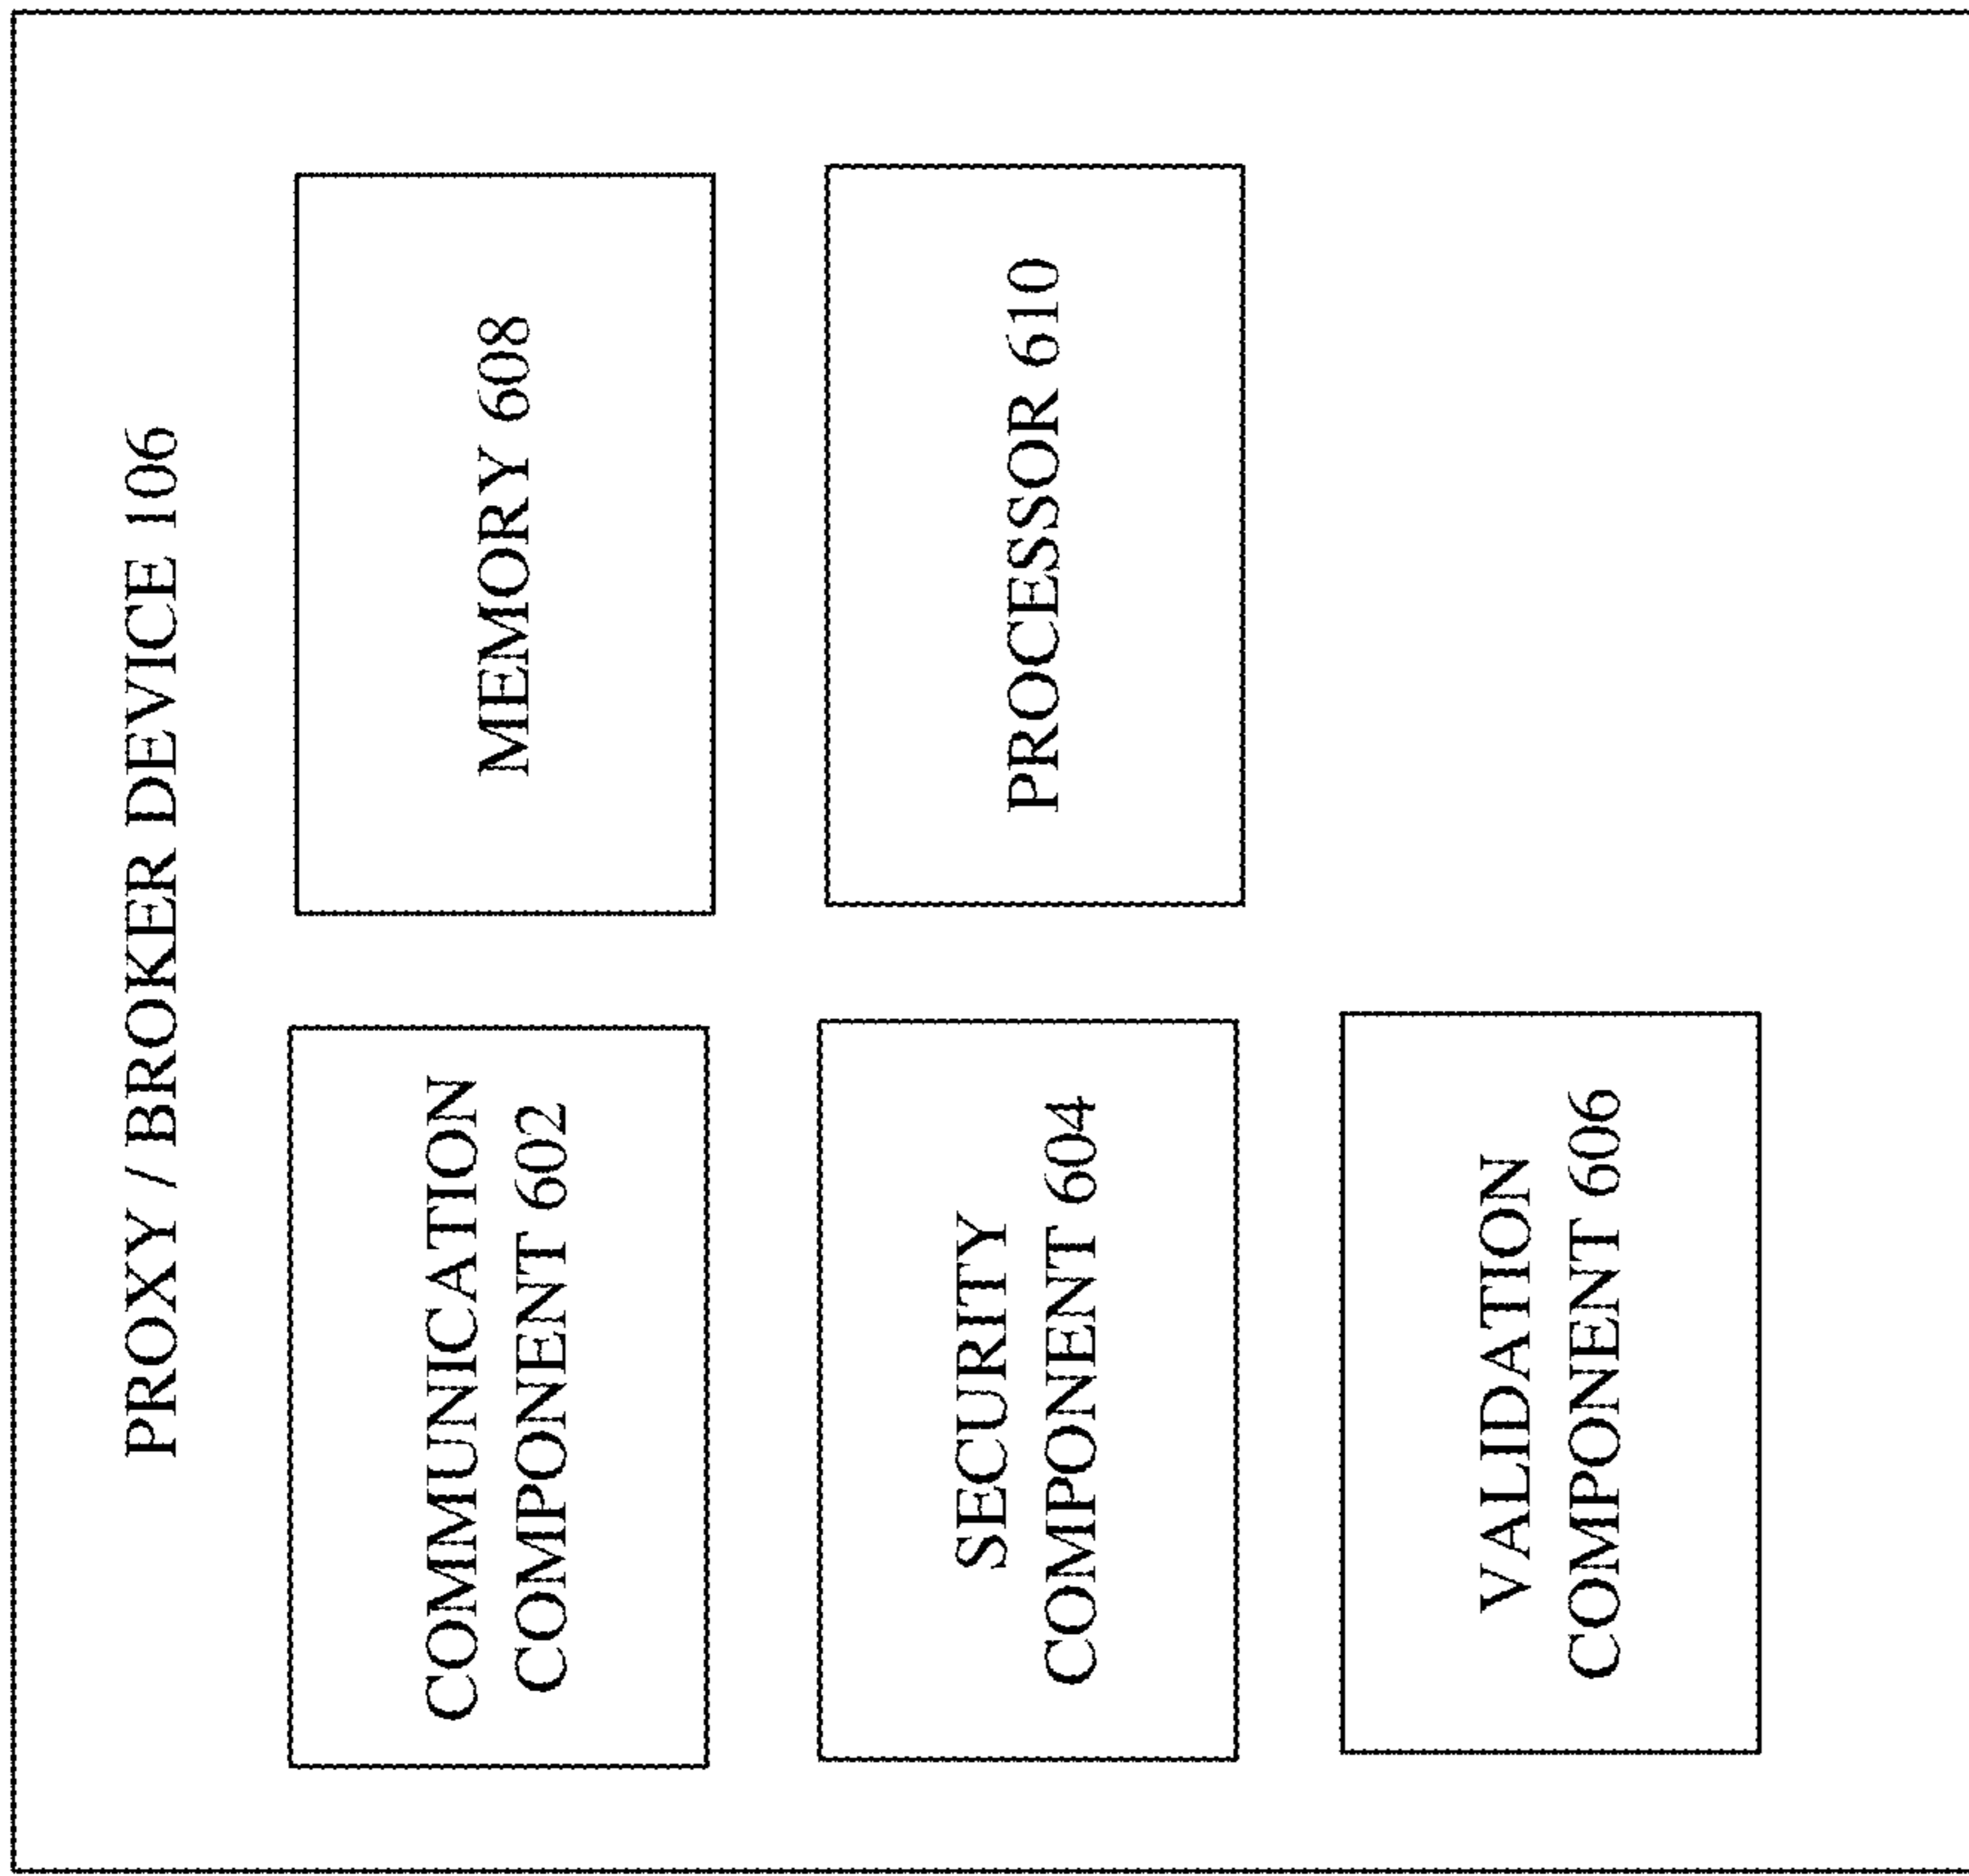 PROXY / BROKER DEVICE 106
COMMUNICATION
COMPONENT 602
MEMORY 608
SECURITY
COMPONENT 604
PROCESSOR 610
VALIDATION
COMPONENT 606